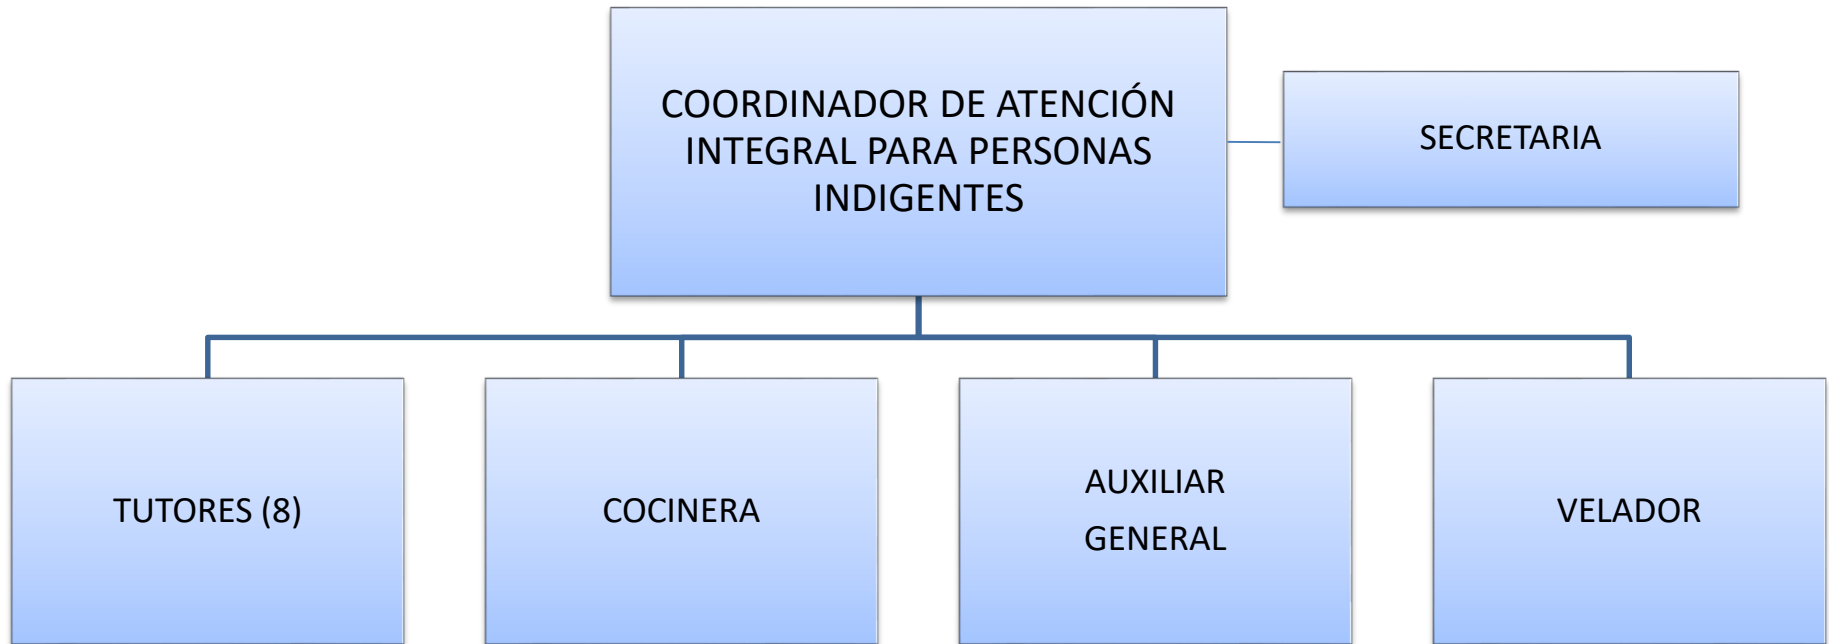 COORDINADOR DE ATENCIÓN
INTEGRAL PARA PERSONAS
INDIGENTES
SECRETARIA
TUTORES (8)
COCINERA
AUXILIAR
GENERAL
VELADOR